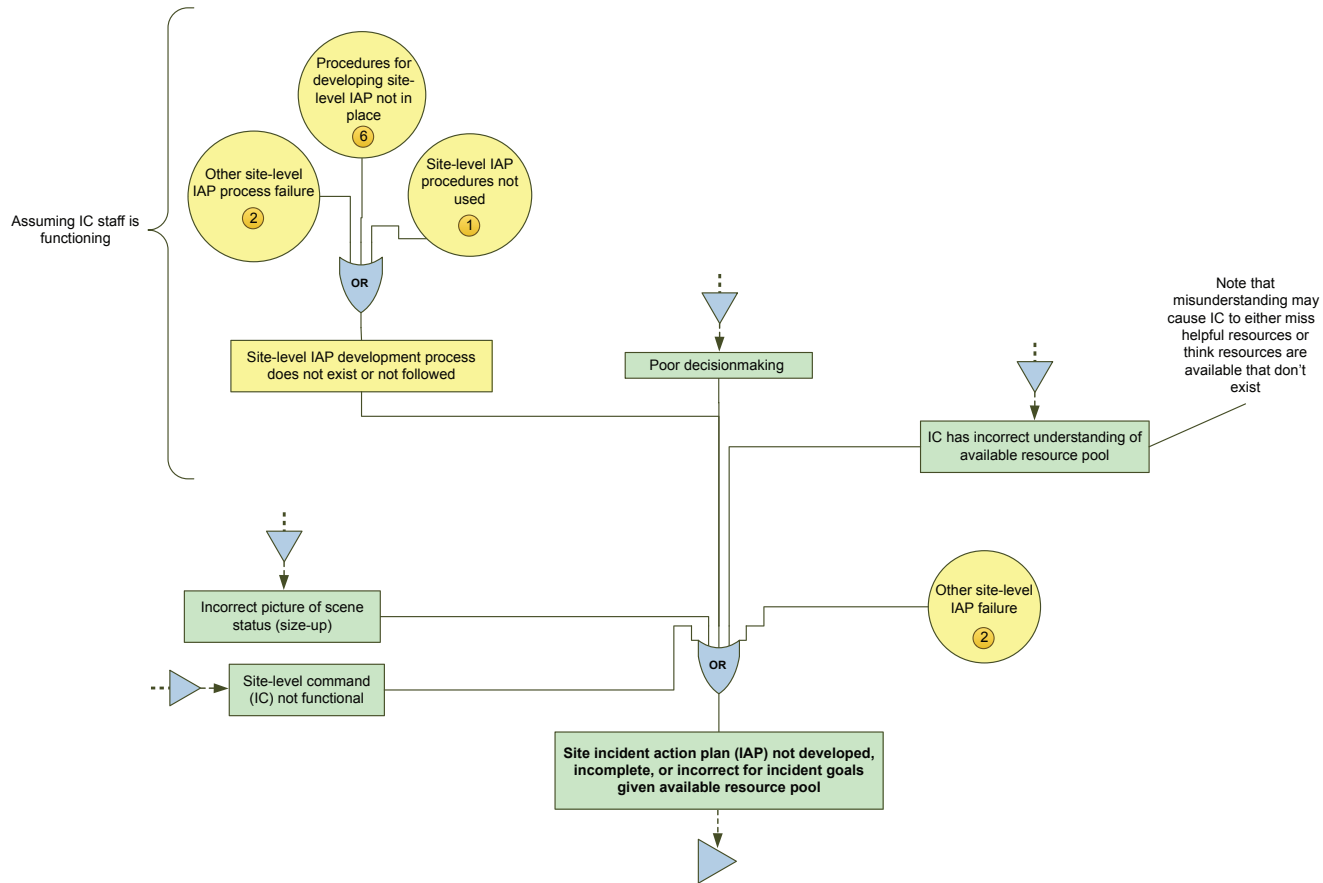 Procedures for
developing site-
level IAP not in
place
6
Other site-level
IAP process failure
2
Site-level IAP
procedures not
used
1
Assuming IC staff is
functioning
OR
Site-level IAP development process
does not exist or not followed
Poor decisionmaking
Note that
misunderstanding may
cause IC to either miss
helpful resources or
think resources are
available that don’t
exist
IC has incorrect understanding of
available resource pool
Incorrect picture of scene
status (size-up)
Other site-level
IAP failure
2
Site-level command
(IC) not functional
OR
Site incident action plan (IAP) not developed,
incomplete, or incorrect for incident goals
given available resource pool